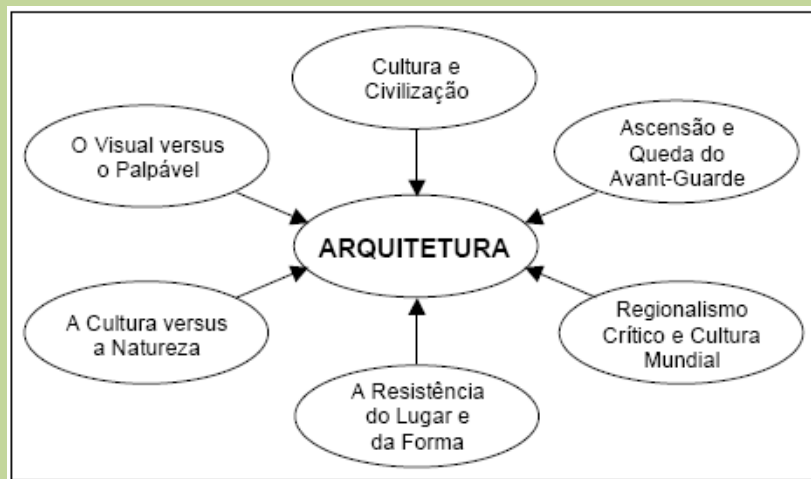 Cultura e
Civilização
Ascensão e
Queda do
Avant-Guarde
Regionalismo
Crítico e Cultura
Mundial
A Resistência
do Lugar e
da Forma
A Cultura versus
a Natureza
O Visual versus
o Palpável
ARQUITETURA